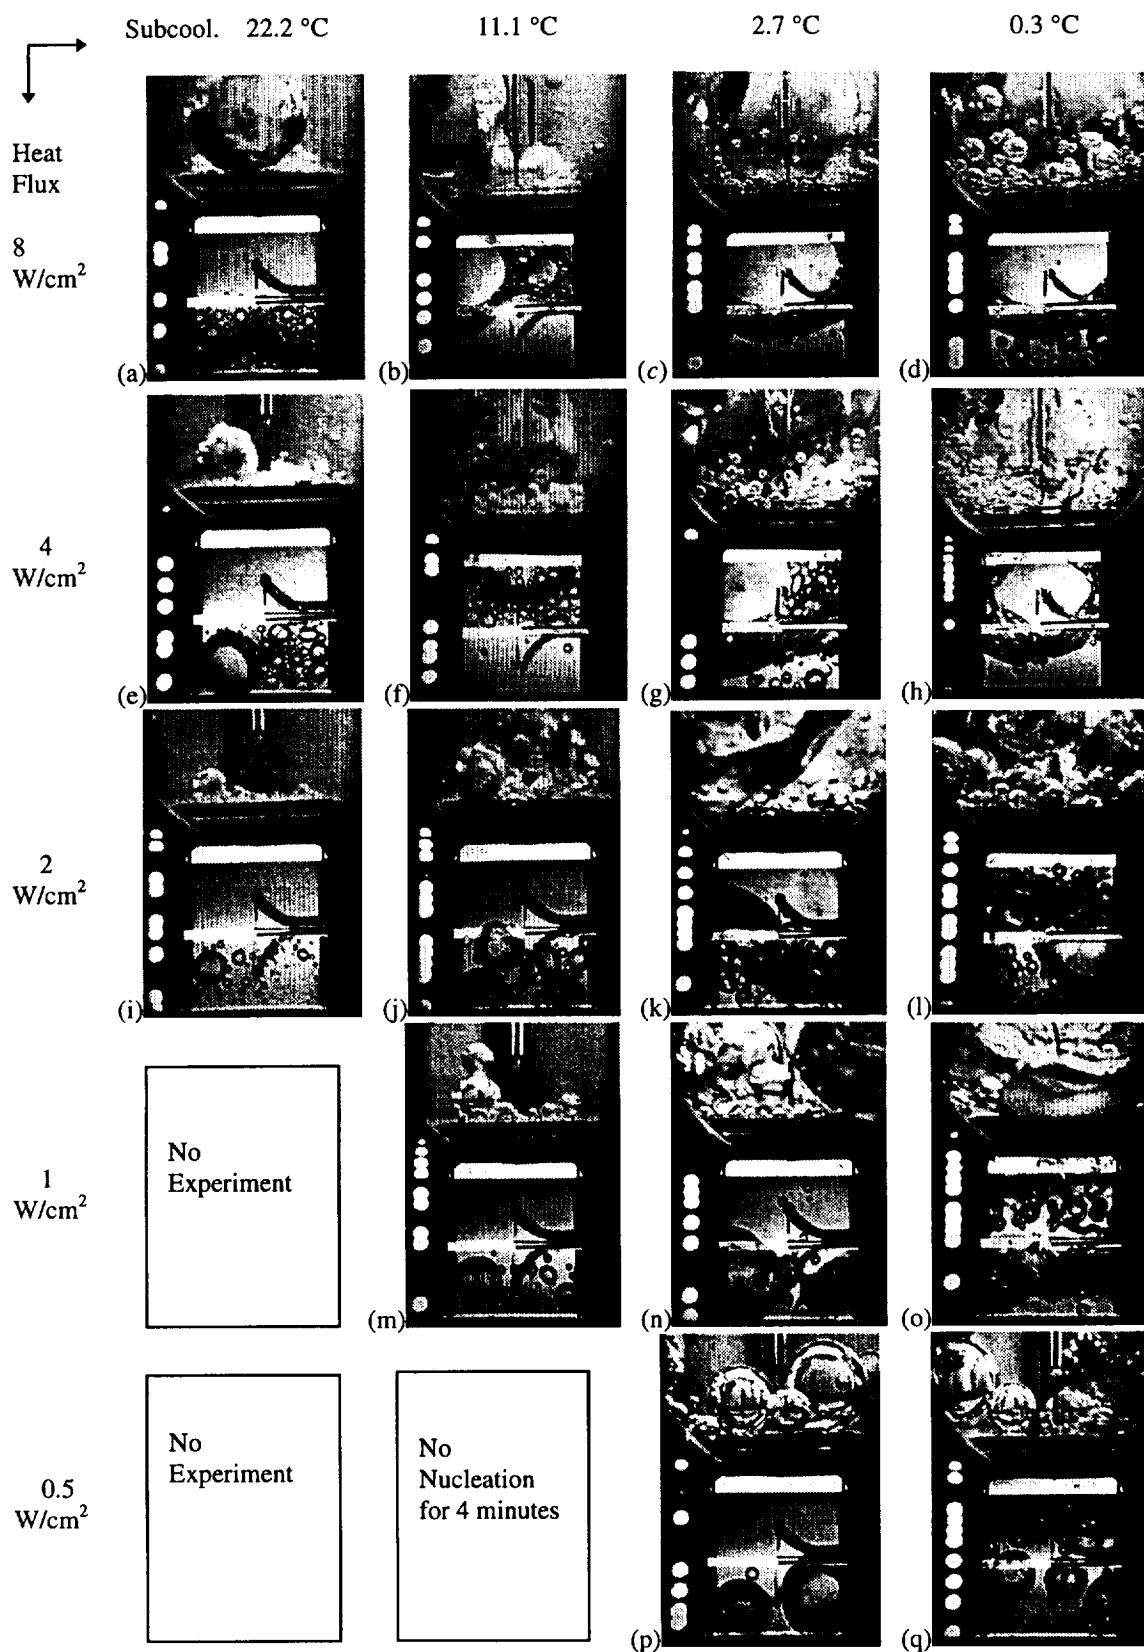 Subcool. 22.2 °C 11.1 °C 2.7 °C 0.3 °C
Heat
Flux
8
W/cm²
(a) (b) (c) (d)
4
W/cm²
(e) (f) (g) (h)
2
W/cm²
(i) (j) (k) (l)
No
Experiment
1
W/cm²
(m) (n) (o)
No
Experiment
No
Nucleation
for 4 minutes
0.5
W/cm²
(p) (q)